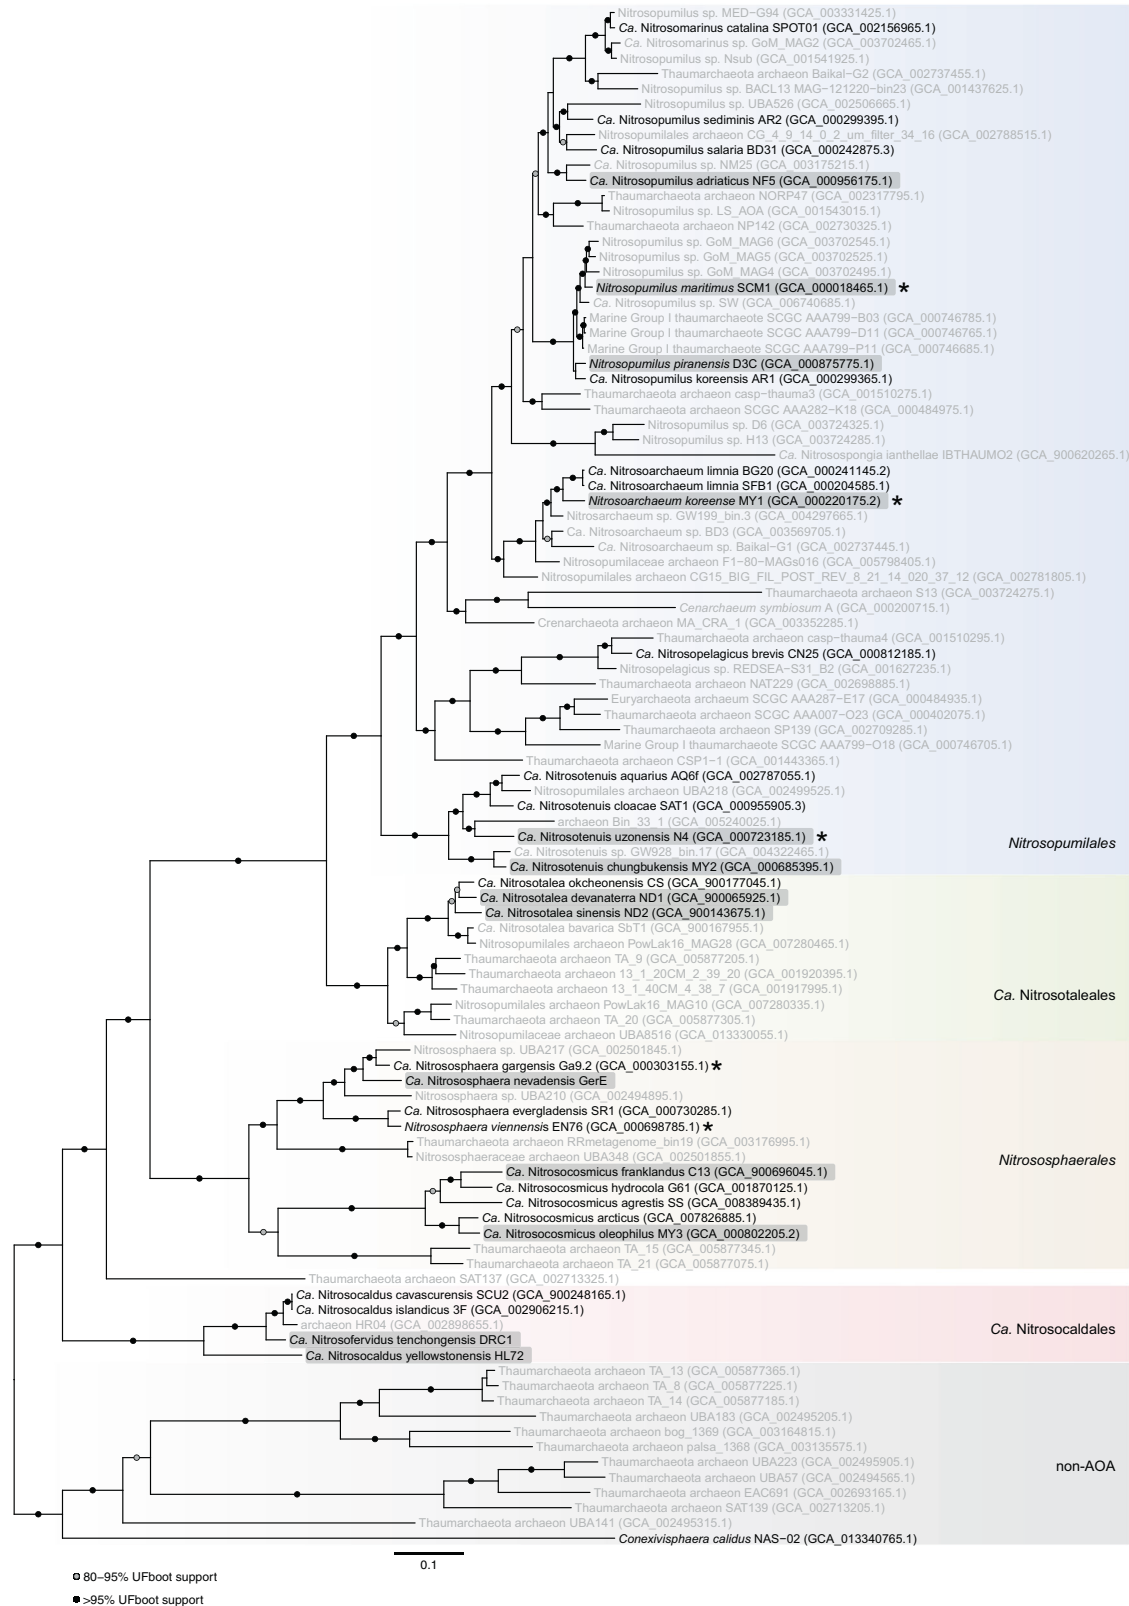 Nitrosopumilus sp. MED-G94 (GCA_003331425.1)
Ca. Nitrosomarinus catalina SPOT01 (GCA_002156965.1)
Ca. Nitrosomarinus sp. GoM_MAG2 (GCA_003702465.1)
Nitrosopumilus sp. Nsub (GCA_001541925.1)
Thaumarchaeota archaeon Baikal-G2 (GCA_002737455.1)
Nitrosopumilus sp. BACL13 MAG-121220-bin23 (GCA_001437625.1)
Nitrosopumilus sp. UBA526 (GCA_002506665.1)
Ca. Nitrosopumilus sediminis AR2 (GCA_000299395.1)
Nitrosopumilales archaeon CG_4_9_14_0_2_um_filter_34_16 (GCA_002788515.1)
Ca. Nitrosopumilus salaria BD31 (GCA_000242875.3)
Ca. Nitrosopumilus sp. NM25 (GCA_003175215.1)
Ca. Nitrosopumilus adriaticus NF5 (GCA_000956175.1)
Thaumarchaeota archaeon NORP47 (GCA_002317795.1)
Nitrosopumilus sp. LS_AOA (GCA_001543015.1)
Thaumarchaeota archaeon NP142 (GCA_002730325.1)
Nitrosopumilus sp. GoM_MAG6 (GCA_003702545.1)
Nitrosopumilus sp. GoM_MAG5 (GCA_003702525.1)
Nitrosopumilus sp. GoM_MAG4 (GCA_003702495.1)
Nitrosopumilus maritimus SCM1 (GCA_000018465.1) *
Ca. Nitrosopumilus sp. SW (GCA_006740685.1)
Marine Group I thaumarchaeote SCGC AAA799-B03 (GCA_000746785.1)
Marine Group I thaumarchaeote SCGC AAA799-D11 (GCA_000746765.1)
Marine Group I thaumarchaeote SCGC AAA799-P11 (GCA_000746685.1)
Nitrosopumilus piranensis D3C (GCA_000875775.1)
Ca. Nitrosopumilus koreensis AR1 (GCA_000299365.1)
Thaumarchaeota archaeon casp-thauma3 (GCA_001510275.1)
Thaumarchaeota archaeon SCGC AAA282-K18 (GCA_000484975.1)
Nitrosopumilus sp. D6 (GCA_003724325.1)
Nitrosopumilus sp. H13 (GCA_003724285.1)
Ca. Nitrosospongia ianthellae IBTHAUMO2 (GCA_900620265.1)
Ca. Nitrosoarchaeum limnia BG20 (GCA_000241145.2)
Ca. Nitrosoarchaeum limnia SFB1 (GCA_000204585.1)
Nitrosoarchaeum koreense MY1 (GCA_000220175.2) *
Nitrosarchaeum sp. GW199_bin.3 (GCA_004297665.1)
Ca. Nitrosoarchaeum sp. BD3 (GCA_003569705.1)
Ca. Nitrosoarchaeum sp. Baikal-G1 (GCA_002737445.1)
Nitrosopumilaceae archaeon F1-80-MAGs016 (GCA_005798405.1)
Nitrosopumilales archaeon CG15_BIG_FIL_POST_REV_8_21_14_020_37_12 (GCA_002781805.1)
Thaumarchaeota archaeon S13 (GCA_003724275.1)
Cenarchaeum symbiosum A (GCA_000200715.1)
Crenarchaeota archaeon MA_CRA_1 (GCA_003352285.1)
Thaumarchaeota archaeon casp-thauma4 (GCA_001510295.1)
Ca. Nitrosopelagicus brevis CN25 (GCA_000812185.1)
Nitrosopelagicus sp. REDSEA-S31_B2 (GCA_001627235.1)
Thaumarchaeota archaeon NAT229 (GCA_002698885.1)
Euryarchaeota archaeum SCGC AAA287-E17 (GCA_000484935.1)
Thaumarchaeota archaeon SCGC AAA007-O23 (GCA_000402075.1)
Thaumarchaeota archaeon SP139 (GCA_002709285.1)
Marine Group I thaumarchaeote SCGC AAA799-O18 (GCA_000746705.1)
Thaumarchaeota archaeon CSP1-1 (GCA_001443365.1)
Ca. Nitrosotenuis aquarius AQ6f (GCA_002787055.1)
Nitrosopumilales archaeon UBA218 (GCA_002499525.1)
Ca. Nitrosotenuis cloacae SAT1 (GCA_000955905.3)
archaeon Bin_33_1 (GCA_005240025.1)
Ca. Nitrosotenuis uzonensis N4 (GCA_000723185.1) *
Nitrosopumilales
Ca. Nitrosotenuis sp. GW928_bin.17 (GCA_004322465.1)
Ca. Nitrosotenuis chungbukensis MY2 (GCA_000685395.1)
Ca. Nitrosotalea okcheonensis CS (GCA_900177045.1)
Ca. Nitrosotalea devanaterra ND1 (GCA_900065925.1)
Ca. Nitrosotalea sinensis ND2 (GCA_900143675.1)
Ca. Nitrosotalea bavarica SbT1 (GCA_900167955.1)
Nitrosopumilales archaeon PowLak16_MAG28 (GCA_007280465.1)
Thaumarchaeota archaeon TA_9 (GCA_005877205.1)
Thaumarchaeota archaeon 13_1_20CM_2_39_20 (GCA_001920395.1)
Thaumarchaeota archaeon 13_1_40CM_4_38_7 (GCA_001917995.1)
Ca. Nitrosotaleales
Nitrosopumilales archaeon PowLak16_MAG10 (GCA_007280335.1)
Thaumarchaeota archaeon TA_20 (GCA_005877305.1)
Nitrosopumilaceae archaeon UBA8516 (GCA_013330055.1)
Nitrososphaera sp. UBA217 (GCA_002501845.1)
Ca. Nitrososphaera gargensis Ga9.2 (GCA_000303155.1) *
Ca. Nitrososphaera nevadensis GerE
Nitrososphaera sp. UBA210 (GCA_002494895.1)
Ca. Nitrososphaera evergladensis SR1 (GCA_000730285.1)
Nitrososphaera viennensis EN76 (GCA_000698785.1) *
Thaumarchaeota archaeon RRmetagenome_bin19 (GCA_003176995.1)
Nitrososphaeraceae archaeon UBA348 (GCA_002501855.1)
Nitrososphaerales
Ca. Nitrosocosmicus franklandus C13 (GCA_900696045.1)
Ca. Nitrosocosmicus hydrocola G61 (GCA_001870125.1)
Ca. Nitrosocosmicus agrestis SS (GCA_008389435.1)
Ca. Nitrosocosmicus arcticus (GCA_007826885.1)
Ca. Nitrosocosmicus oleophilus MY3 (GCA_000802205.2)
Thaumarchaeota archaeon TA_15 (GCA_005877345.1)
Thaumarchaeota archaeon TA_21 (GCA_005877075.1)
Thaumarchaeota archaeon SAT137 (GCA_002713325.1)
Ca. Nitrosocaldus cavascurensis SCU2 (GCA_900248165.1)
Ca. Nitrosocaldus islandicus 3F (GCA_002906215.1)
archaeon HR04 (GCA_002898655.1)
Ca. Nitrosocaldales
Ca. Nitrosofervidus tenchongensis DRC1
Ca. Nitrosocaldus yellowstonensis HL72
Thaumarchaeota archaeon TA_13 (GCA_005877365.1)
Thaumarchaeota archaeon TA_8 (GCA_005877225.1)
Thaumarchaeota archaeon TA_14 (GCA_005877185.1)
Thaumarchaeota archaeon UBA183 (GCA_002495205.1)
Thaumarchaeota archaeon bog_1369 (GCA_003164815.1)
Thaumarchaeota archaeon palsa_1368 (GCA_003135575.1)
Thaumarchaeota archaeon UBA223 (GCA_002495905.1)
non-AOA
Thaumarchaeota archaeon UBA57 (GCA_002494565.1)
Thaumarchaeota archaeon EAC691 (GCA_002693165.1)
Thaumarchaeota archaeon SAT139 (GCA_002713205.1)
Thaumarchaeota archaeon UBA141 (GCA_002495315.1)
Conexivisphaera calidus NAS-02 (GCA_013340765.1)
0.1
80-95% UFboot support
>95% UFboot support